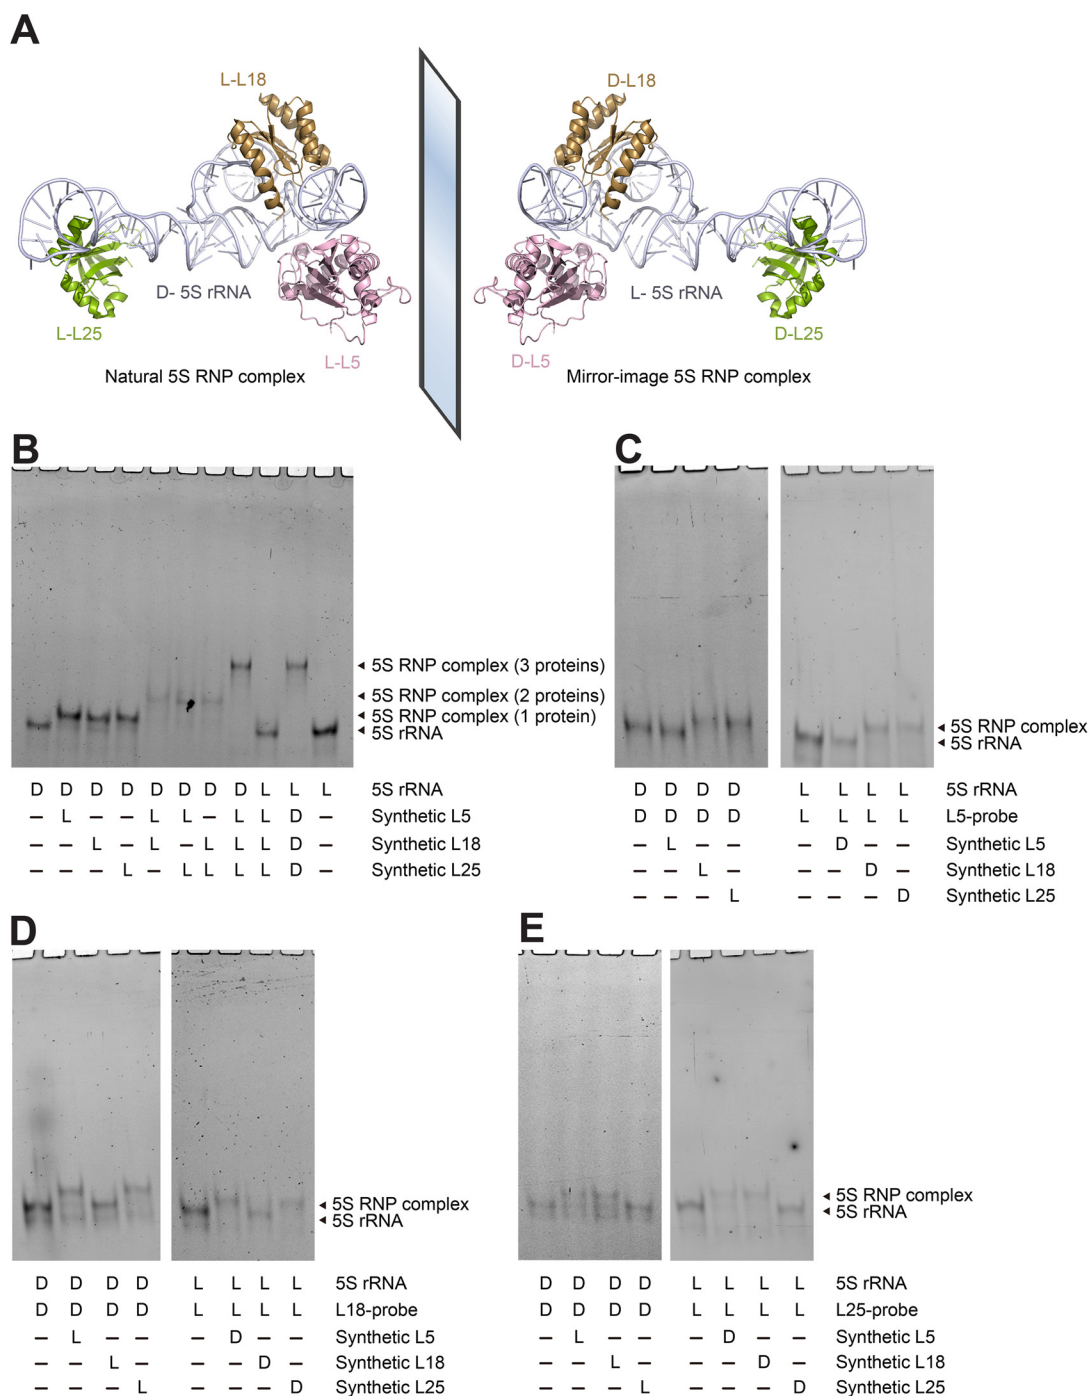 A
L-L18
D-L18
D- 5S rRNA
L- 5S rRNA
L-L25
D-L25
L-L5
D-L5
Natural 5S RNP complex
Mirror-image 5S RNP complex
B
5S RNP complex (3 proteins)
5S RNP complex (2 proteins)
5S RNP complex (1 protein)
5S rRNA
D D D D D D D D L L L 5S rRNA
– L – – L L – L L D – Synthetic L5
– – L – L – L L L D – Synthetic L18
– – – L – L L L L D – Synthetic L25
C
5S RNP complex
5S rRNA
D D D D L L L L 5S rRNA
D D D D L L L L L5-probe
– L – – – D – – Synthetic L5
– – L – – – D – Synthetic L18
– – – L – – – D Synthetic L25
D
5S RNP complex
5S rRNA
D D D D L L L L 5S rRNA
D D D D L L L L L18-probe
– L – – – D – – Synthetic L5
– – L – – – D – Synthetic L18
– – – L – – – D Synthetic L25
E
5S RNP complex
5S rRNA
D D D D L L L L 5S rRNA
D D D D L L L L L25-probe
– L – – – D – – Synthetic L5
– – L – – – D – Synthetic L18
– – – L – – – D Synthetic L25